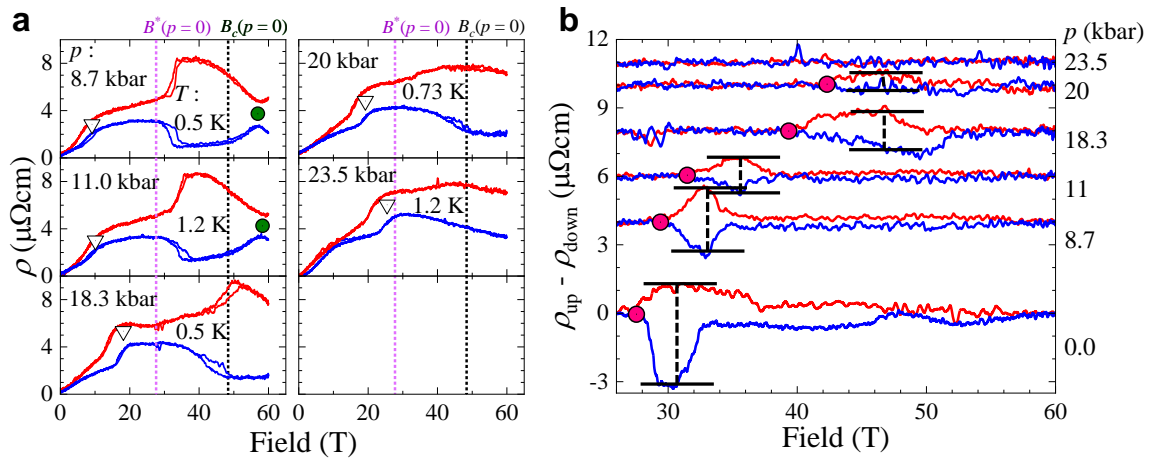 a
B*(p = 0)
Bc(p = 0)
B*(p = 0)
Bc(p = 0)
8
4
0
p :
8.7 kbar
T :
0.5 K
20 kbar
0.73 K
8
4
0
11.0 kbar
1.2 K
23.5 kbar
1.2 K
8
4
0
18.3 kbar
0.5 K
ρ (μΩcm)
0 20 40 60
0 20 40 60
Field (T)
b
p (kbar)
12
9
6
3
0
-3
23.5
20
18.3
11
8.7
0.0
ρup - ρdown (μΩcm)
30 40 50 60
Field (T)